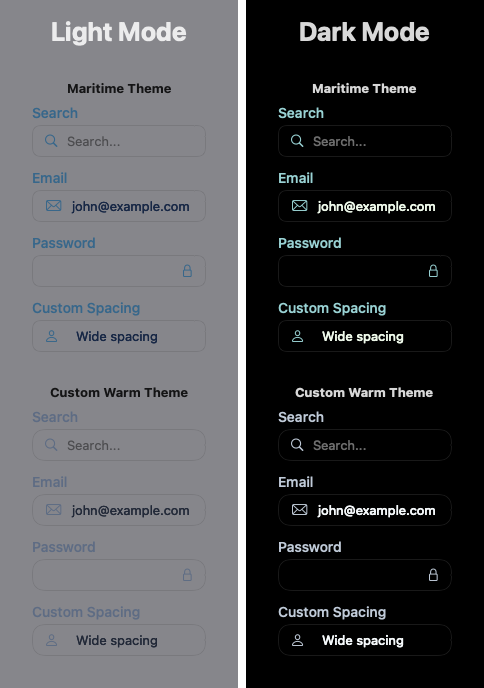 Light Mode
Maritime Theme
Search
Search...
Email
john@example.com
Password
Custom Spacing
Wide spacing
Custom Warm Theme
Search
Search...
Email
john@example.com
Password
Custom Spacing
Wide spacing
Dark Mode
Maritime Theme
Search
Search...
Email
john@example.com
Password
Custom Spacing
Wide spacing
Custom Warm Theme
Search
Search...
Email
john@example.com
Password
Custom Spacing
Wide spacing